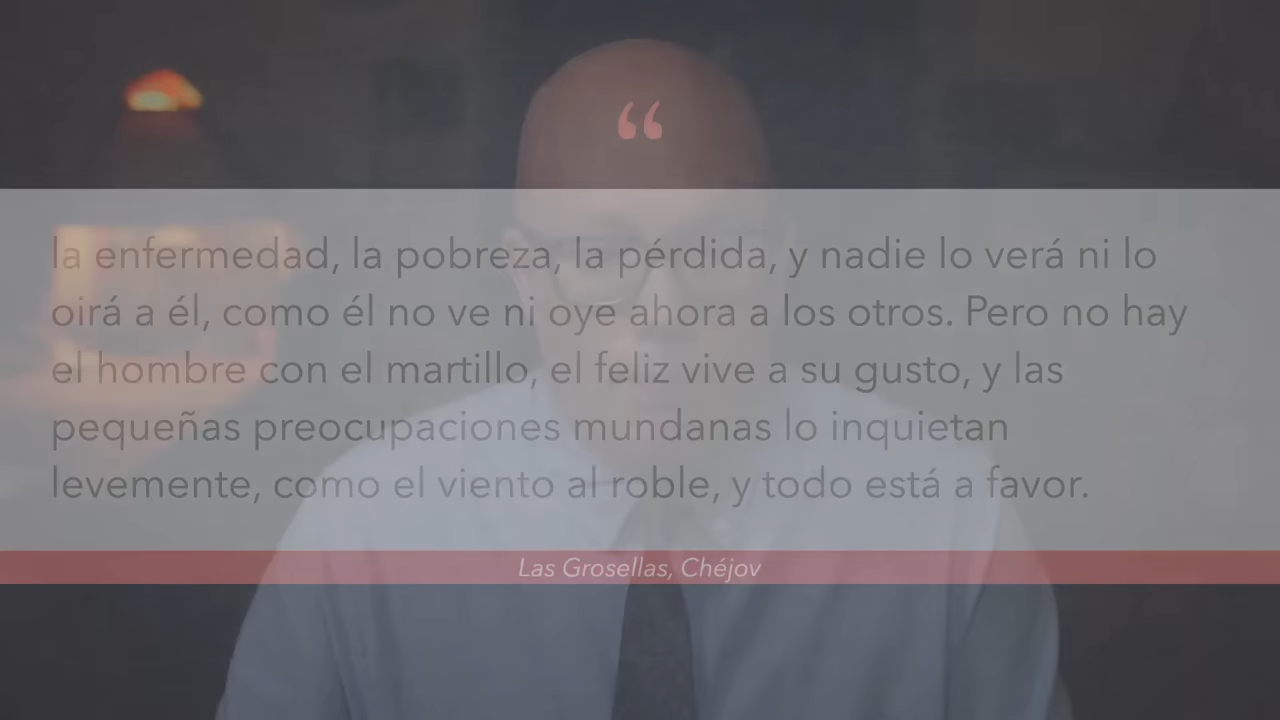 “
la enfermedad, la pobreza, la pérdida, y nadie lo verá ni lo
oirá a él, como él no ve ni oye ahora a los otros. Pero no hay
el hombre con el martillo, el feliz vive a su gusto, y las
pequeñas preocupaciones mundanas lo inquietan
levemente, como el viento al roble, y todo está a favor.
Las Grosellas, Chéjov